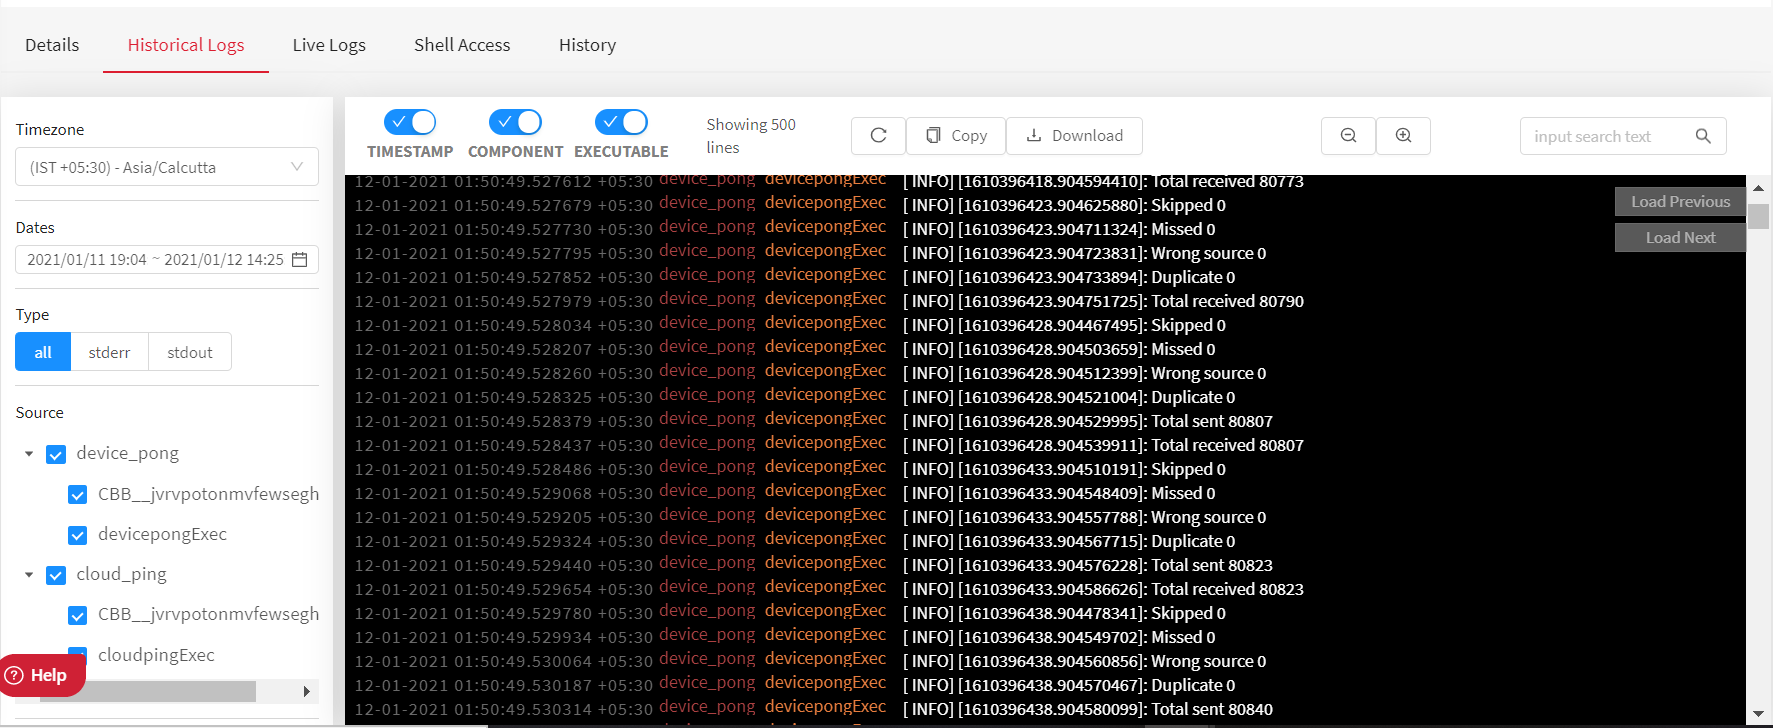 Details Historical Logs Live Logs Shell Access History
Timezone
(IST +05:30) - Asia/Calcutta
Dates
2021/01/11 19:04 ~ 2021/01/12 14:25
Type
all stderr stdout
Source
device_pong
CBB__jvrvpotonmvfewsegh
devicepongExec
cloud_ping
CBB__jvrvpotonmvfewsegh
cloudpingExec
Help
TIMESTAMP COMPONENT EXECUTABLE
Showing 500
lines
Copy Download
input search text
Load Previous
Load Next
12-01-2021 01:50:49.527612 +05:30 device_pong devicepongExec [ INFO] [1610396418.904594410]: Total received 80773
12-01-2021 01:50:49.527679 +05:30 device_pong devicepongExec [ INFO] [1610396423.904625880]: Skipped 0
12-01-2021 01:50:49.527730 +05:30 device_pong devicepongExec [ INFO] [1610396423.904711324]: Missed 0
12-01-2021 01:50:49.527795 +05:30 device_pong devicepongExec [ INFO] [1610396423.904723831]: Wrong source 0
12-01-2021 01:50:49.527852 +05:30 device_pong devicepongExec [ INFO] [1610396423.904733894]: Duplicate 0
12-01-2021 01:50:49.527979 +05:30 device_pong devicepongExec [ INFO] [1610396423.904751725]: Total received 80790
12-01-2021 01:50:49.528034 +05:30 device_pong devicepongExec [ INFO] [1610396428.904467495]: Skipped 0
12-01-2021 01:50:49.528207 +05:30 device_pong devicepongExec [ INFO] [1610396428.904503659]: Missed 0
12-01-2021 01:50:49.528260 +05:30 device_pong devicepongExec [ INFO] [1610396428.904512399]: Wrong source 0
12-01-2021 01:50:49.528325 +05:30 device_pong devicepongExec [ INFO] [1610396428.904521004]: Duplicate 0
12-01-2021 01:50:49.528379 +05:30 device_pong devicepongExec [ INFO] [1610396428.904529995]: Total sent 80807
12-01-2021 01:50:49.528437 +05:30 device_pong devicepongExec [ INFO] [1610396428.904539911]: Total received 80807
12-01-2021 01:50:49.528486 +05:30 device_pong devicepongExec [ INFO] [1610396433.904510191]: Skipped 0
12-01-2021 01:50:49.529068 +05:30 device_pong devicepongExec [ INFO] [1610396433.904548409]: Missed 0
12-01-2021 01:50:49.529205 +05:30 device_pong devicepongExec [ INFO] [1610396433.904557788]: Wrong source 0
12-01-2021 01:50:49.529324 +05:30 device_pong devicepongExec [ INFO] [1610396433.904567715]: Duplicate 0
12-01-2021 01:50:49.529440 +05:30 device_pong devicepongExec [ INFO] [1610396433.904576228]: Total sent 80823
12-01-2021 01:50:49.529654 +05:30 device_pong devicepongExec [ INFO] [1610396433.904586626]: Total received 80823
12-01-2021 01:50:49.529780 +05:30 device_pong devicepongExec [ INFO] [1610396438.904478341]: Skipped 0
12-01-2021 01:50:49.529934 +05:30 device_pong devicepongExec [ INFO] [1610396438.904549702]: Missed 0
12-01-2021 01:50:49.530064 +05:30 device_pong devicepongExec [ INFO] [1610396438.904560856]: Wrong source 0
12-01-2021 01:50:49.530187 +05:30 device_pong devicepongExec [ INFO] [1610396438.904570467]: Duplicate 0
12-01-2021 01:50:49.530314 +05:30 device_pong devicepongExec [ INFO] [1610396438.904580099]: Total sent 80840